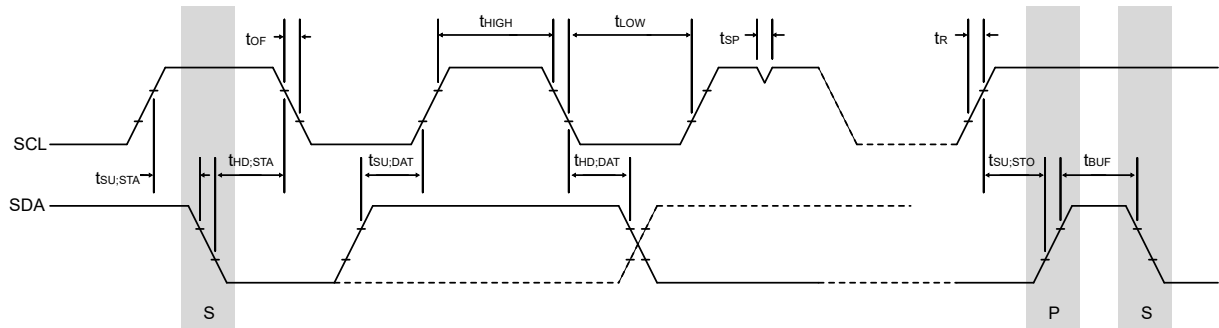 tOF
tHIGH
tLOW
tSP
tR
SCL
tSU;STA
tHD;STA
tSU;DAT
tHD;DAT
tSU;STO
tBUF
SDA
S
P
S